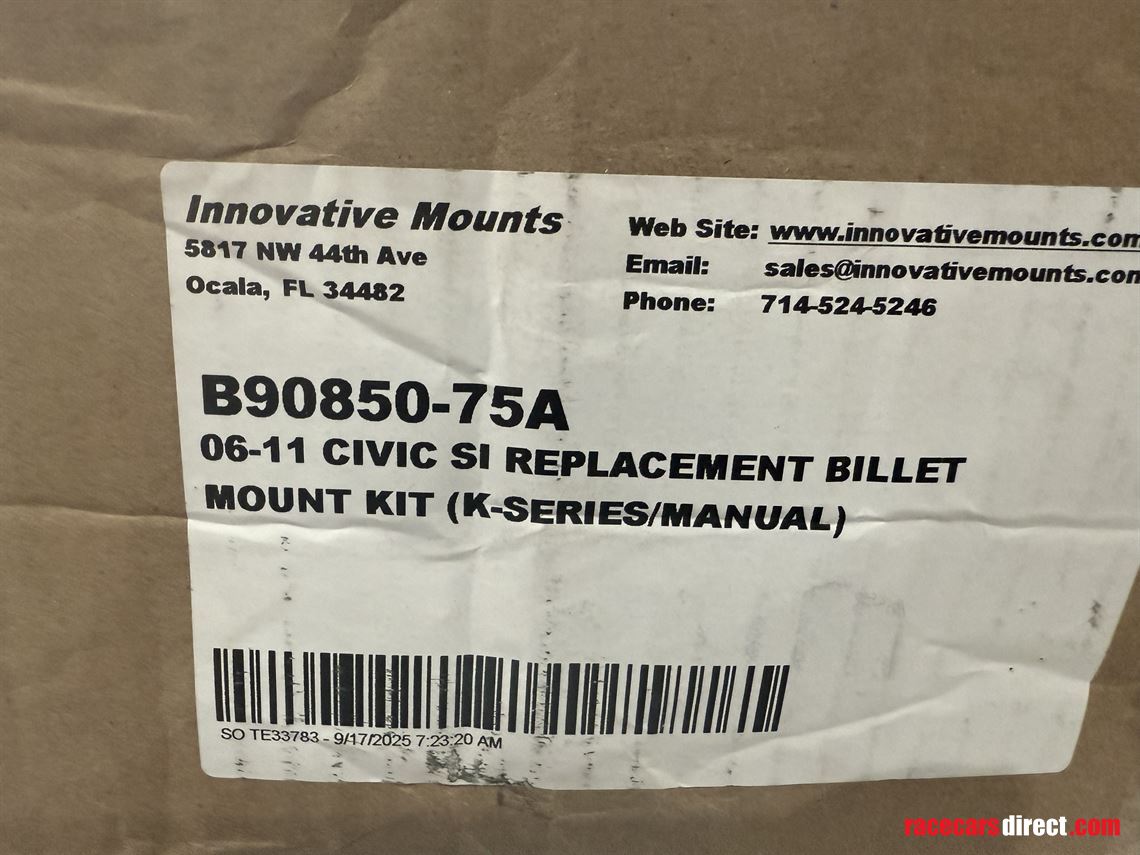 Innovative Mounts
5817 NW 44th Ave
Ocala, FL 34482
Web Site: www.innovativemounts.com
Email: sales@innovativemounts.com
Phone: 714-524-5246
B90850-75A
06-11 CIVIC SI REPLACEMENT BILLET
MOUNT KIT (K-SERIES/MANUAL)
SO TE33783 - 9/17/2025 7:23:20 AM
racecarsdirect.com